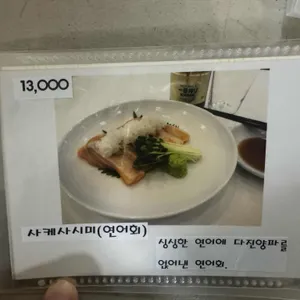 13,000
사케사시미(연어회)
싱싱한 연어에 다진양파를
얹어낸 연어회.